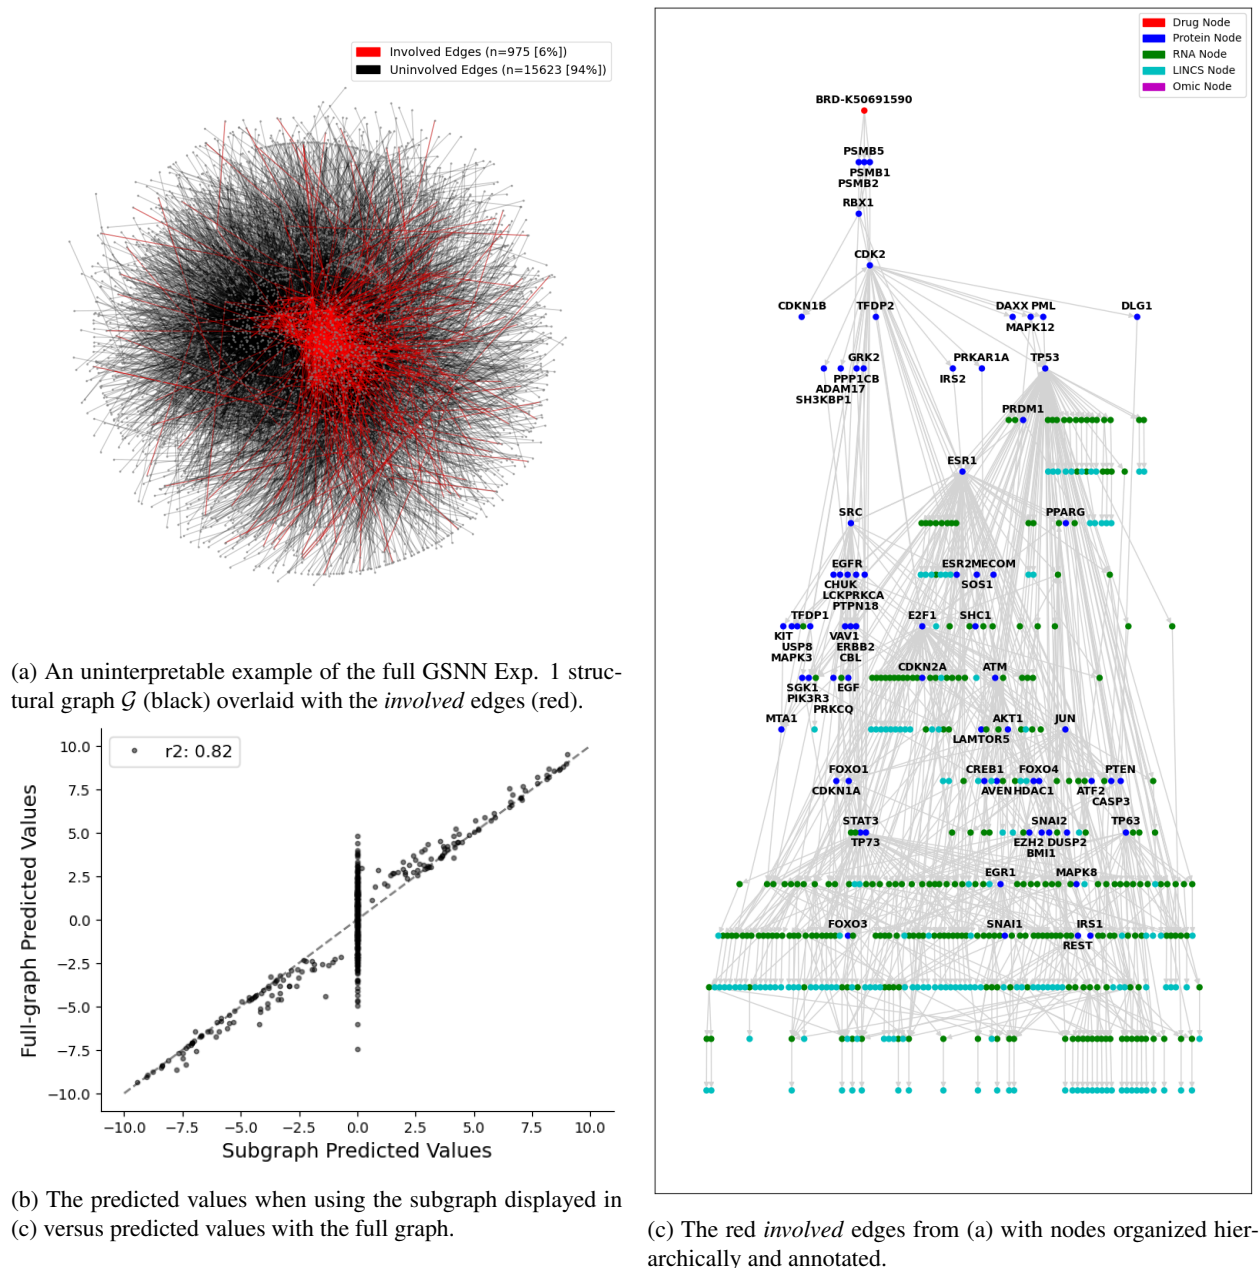 Involved Edges (n=975 [6%])
Uninvolved Edges (n=15623 [94%])
(a) An uninterpretable example of the full GSNN Exp. 1 struc-
tural graph G (black) overlaid with the involved edges (red).
r2: 0.82
10.0
7.5
5.0
2.5
0.0
−2.5
−5.0
−7.5
−10.0
Full-graph Predicted Values
−10.0 −7.5 −5.0 −2.5 0.0 2.5 5.0 7.5 10.0
Subgraph Predicted Values
(b) The predicted values when using the subgraph displayed in
(c) versus predicted values with the full graph.
Drug Node
Protein Node
RNA Node
LINCS Node
Omic Node
BRD-K50691590
PSMB5
PSMB1
PSMB2
RBX1
CDK2
CDKN1B TFDP2 DAXX PML DLG1
MAPK12
GRK2 PRKAR1A TP53
PPP1CB IRS2
ADAM17
SH3KBP1
PRDM1
ESR1
SRC PPARG
EGFR ESR2 MECOM
CHUK SOS1
LCK PRKCA
PTPN18
TFDP1 E2F1 SHC1
KIT VAV1
USP8 ERBB2
MAPK3 CBL
CDKN2A ATM
SGK1 EGF
PIK3R3
PRKCQ
MTA1 AKT1 JUN
LAMTOR5
FOXO1 CREB1 FOXO4 PTEN
CDKN1A AVEN HDAC1 ATF2
CASP3
STAT3 SNAI2 TP63
TP73 EZH2 DUSP2
BMI1
EGR1 MAPK8
FOXO3 SNAI1 IRS1
REST
(c) The red involved edges from (a) with nodes organized hier-
archically and annotated.